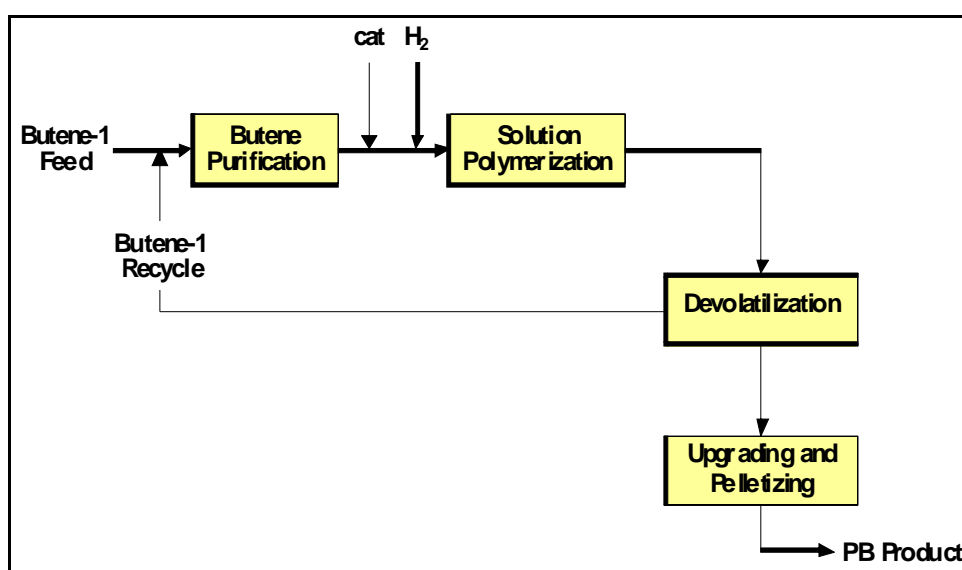 cat H₂
Butene-1
Feed
Butene
Purification
Solution
Polymerization
Butene-1
Recycle
Devolatilization
Upgrading and
Pelletizing
PB Product